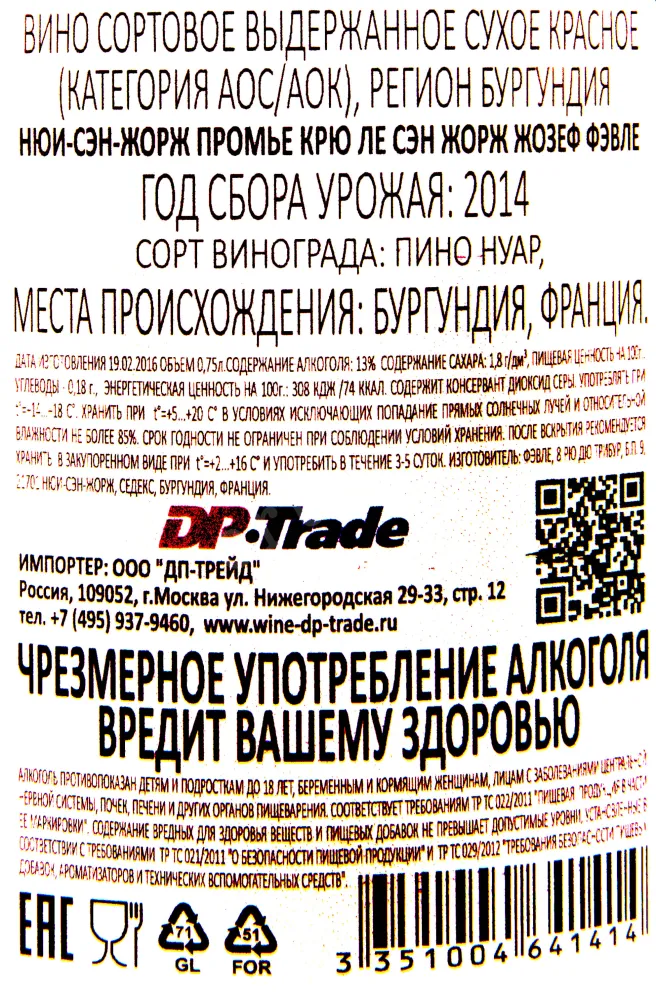 ВИНО СОРТОВОЕ ВЫДЕРЖАННОЕ СУХОЕ КРАСНОЕ
(КАТЕГОРИЯ АОС/АОК), РЕГИОН БУРГУНДИЯ
НЮИ-СЭН-ЖОРЖ ПРОМЬЕ КРЮ ЛЕ СЭН ЖОРЖ ЖОЗЕФ ФЭВЛЕ
ГОД СБОРА УРОЖАЯ: 2014
СОРТ ВИНОГРАДА: ПИНО НУАР,
МЕСТА ПРОИСХОЖДЕНИЯ: БУРГУНДИЯ, ФРАНЦИЯ.
ДАТА ИЗГОТОВЛЕНИЯ 19.02.2016 ОБЪЕМ 0,75л.СОДЕРЖАНИЕ АЛКОГОЛЯ: 13% СОДЕРЖАНИЕ САХАРА: 1,8 г/дм³, ПИЩЕВАЯ ЦЕННОСТЬ НА 100г.:
УГЛЕВОДЫ - 0,18 г., ЭНЕРГЕТИЧЕСКАЯ ЦЕННОСТЬ НА 100г.: 308 КДЖ /74 ККАЛ. СОДЕРЖИТ КОНСЕРВАНТ ДИОКСИД СЕРЫ. УПОТРЕБЛЯТЬ ПРИ
t°=+14...+18 С°. ХРАНИТЬ ПРИ t°=+5...+20 С° В УСЛОВИЯХ ИСКЛЮЧАЮЩИХ ПОПАДАНИЕ ПРЯМЫХ СОЛНЕЧНЫХ ЛУЧЕЙ И ОТНОСИТЕЛЬНОЙ
ВЛАЖНОСТИ НЕ БОЛЕЕ 85%. СРОК ГОДНОСТИ НЕ ОГРАНИЧЕН ПРИ СОБЛЮДЕНИИ УСЛОВИЙ ХРАНЕНИЯ. ПОСЛЕ ВСКРЫТИЯ РЕКОМЕНДУЕТСЯ
ХРАНИТЬ В ЗАКУПОРЕННОМ ВИДЕ ПРИ t°=+2...+16 С° И УПОТРЕБИТЬ В ТЕЧЕНИЕ 3-5 СУТОК. ИЗГОТОВИТЕЛЬ: ФЭВЛЕ, 8 РЮ ДЮ ТРИБУР, Б.П. 9,
НЮИ-СЭН-ЖОРЖ, СЕДЕКС, БУРГУНДИЯ, ФРАНЦИЯ.
DP·Trade
ИМПОРТЕР: ООО "ДП-ТРЕЙД"
Россия, 109052, г.Москва ул. Нижегородская 29-33, стр. 12
тел. +7 (495) 937-9460, www.wine-dp-trade.ru
ЧРЕЗМЕРНОЕ УПОТРЕБЛЕНИЕ АЛКОГОЛЯ
ВРЕДИТ ВАШЕМУ ЗДОРОВЬЮ
АЛКОГОЛЬ ПРОТИВОПОКАЗАН ДЕТЯМ И ПОДРОСТКАМ ДО 18 ЛЕТ, БЕРЕМЕННЫМ И КОРМЯЩИМ ЖЕНЩИНАМ, ЛИЦАМ С ЗАБОЛЕВАНИЯМИ ЦЕНТРАЛЬНОЙ
НЕРВНОЙ СИСТЕМЫ, ПОЧЕК, ПЕЧЕНИ И ДРУГИХ ОРГАНОВ ПИЩЕВАРЕНИЯ. СООТВЕТСТВУЕТ ТРЕБОВАНИЯМ ТР ТС 022/2011 "ПИЩЕВАЯ ПРОДУКЦИЯ В ЧАСТИ
ЕЕ МАРКИРОВКИ". СОДЕРЖАНИЕ ВРЕДНЫХ ДЛЯ ЗДОРОВЬЯ ВЕЩЕСТВ И ПИЩЕВЫХ ДОБАВОК НЕ ПРЕВЫШАЕТ ДОПУСТИМЫЕ УРОВНИ, УСТАНОВЛЕННЫЕ В
СООТВЕТСТВИИ С ТРЕБОВАНИЯМИ ТР ТС 021/2011 "О БЕЗОПАСНОСТИ ПИЩЕВОЙ ПРОДУКЦИИ" И ТР ТС 029/2012 "ТРЕБОВАНИЯ БЕЗОПАСНОСТИ ПИЩЕВЫХ
ДОБАВОК, АРОМАТИЗАТОРОВ И ТЕХНИЧЕСКИХ ВСПОМОГАТЕЛЬНЫХ СРЕДСТВ".
EAC
71
GL
51
FOR
3 351004 641414